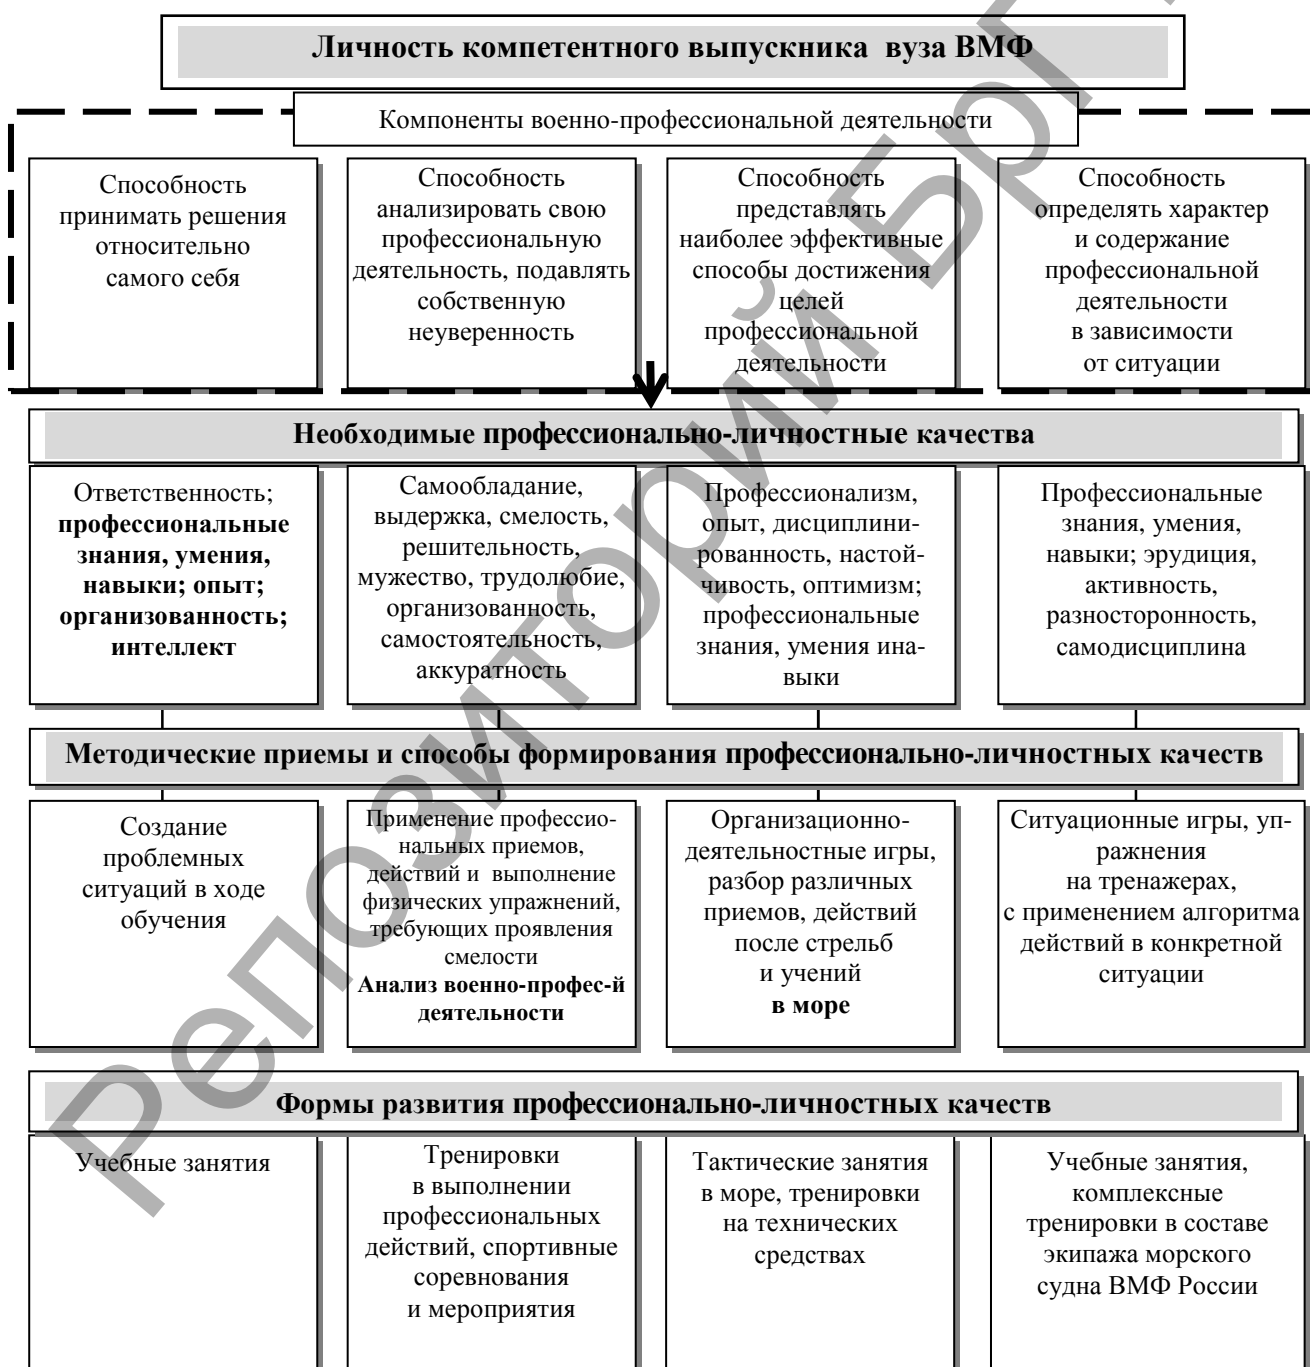 Личность компетентного выпускника вуза ВМФ
Компоненты военно-профессиональной деятельности
Способность
принимать решения
относительно
самого себя
Способность
анализировать свою
профессиональную
деятельность, подавлять
собственную
неуверенность
Способность
представлять
наиболее эффективные
способы достижения
целей
профессиональной
деятельности
Способность
определять характер
и содержание
профессиональной
деятельности
в зависимости
от ситуации
Необходимые профессионально-личностные качества
Ответственность;
профессиональные
знания, умения,
навыки; опыт;
организованность;
интеллект
Самообладание,
выдержка, смелость,
решительность,
мужество, трудолюбие,
организованность,
самостоятельность,
аккуратность
Профессионализм,
опыт, дисциплини-
рованность, настой-
чивость, оптимизм;
профессиональные
знания, умения ина-
выки
Профессиональные
знания, умения,
навыки; эрудиция,
активность,
разносторонность,
самодисциплина
Методические приемы и способы формирования профессионально-личностных качеств
Создание
проблемных
ситуаций в ходе
обучения
Применение профессио-
нальных приемов,
действий и выполнение
физических упражнений,
требующих проявления
смелости
Анализ военно-профес-й
деятельности
Организационно-
деятельностные игры,
разбор различных
приемов, действий
после стрельб
и учений
в море
Ситуационные игры, уп-
ражнения
на тренажерах,
с применением алгоритма
действий в конкретной
ситуации
Формы развития профессионально-личностных качеств
Учебные занятия
Тренировки
в выполнении
профессиональных
действий, спортивные
соревнования
и мероприятия
Тактические занятия
в море, тренировки
на технических
средствах
Учебные занятия,
комплексные
тренировки в составе
экипажа морского
судна ВМФ России
Репозиторий БрГ